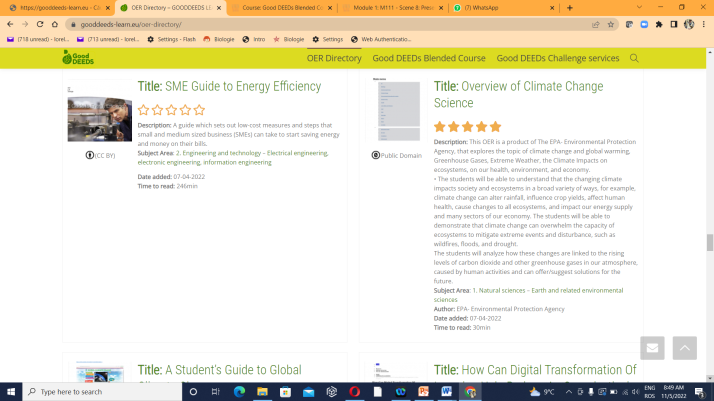 https://gooddeeds-learn.eu - Cl
OER Directory – GOODDEEDS LE
Course: Good DEEDs Blended Co
Module 1: M111 - Scene 8: Prese
(7) WhatsApp
gooddeeds-learn.eu/oer-directory/
(718 unread) - lorel...
(713 unread) - lorel...
Settings - Flash
Biologie
Intro
Biologie
Settings
Web Authenticatio...
Good
DEEDS
OER Directory
Good DEEDs Blended Course
Good DEEDs Challenge services
Title: SME Guide to Energy Efficiency
Description: A guide which sets out low-cost measures and steps that
small and medium sized business (SMEs) can take to start saving energy
and money on their bills.
Subject Area: 2. Engineering and technology – Electrical engineering,
electronic engineering, information engineering
Date added: 07-04-2022
Time to read: 246min
(CC BY)
Title: Overview of Climate Change
Science
Description: This OER is a product of The EPA- Environmental Protection
Agency, that explores the topic of climate change and global warming,
Greenhouse Gases, Extreme Weather, the Climate Impacts on
ecosystems, on our health, environment, and economy.
• The students will be able to understand that the changing climate
impacts society and ecosystems in a broad variety of ways, for example,
climate change can alter rainfall, influence crop yields, affect human
health, cause changes to all ecosystems, and impact our energy supply
and many sectors of our economy. The students will be able to
demonstrate that climate change can overwhelm the capacity of
ecosystems to mitigate extreme events and disturbance, such as
wildfires, floods, and drought.
The students will analyze how these changes are linked to the rising
levels of carbon dioxide and other greenhouse gases in our atmosphere,
caused by human activities and can offer/suggest solutions for the
future.
Subject Area: 1. Natural sciences – Earth and related environmental
sciences
Author: EPA- Environmental Protection Agency
Date added: 07-04-2022
Time to read: 30min
Public Domain
Title: A Student's Guide to Global
Title: How Can Digital Transformation Of
Type here to search
9°C
ENG
ROS
8:49 AM
11/5/2022